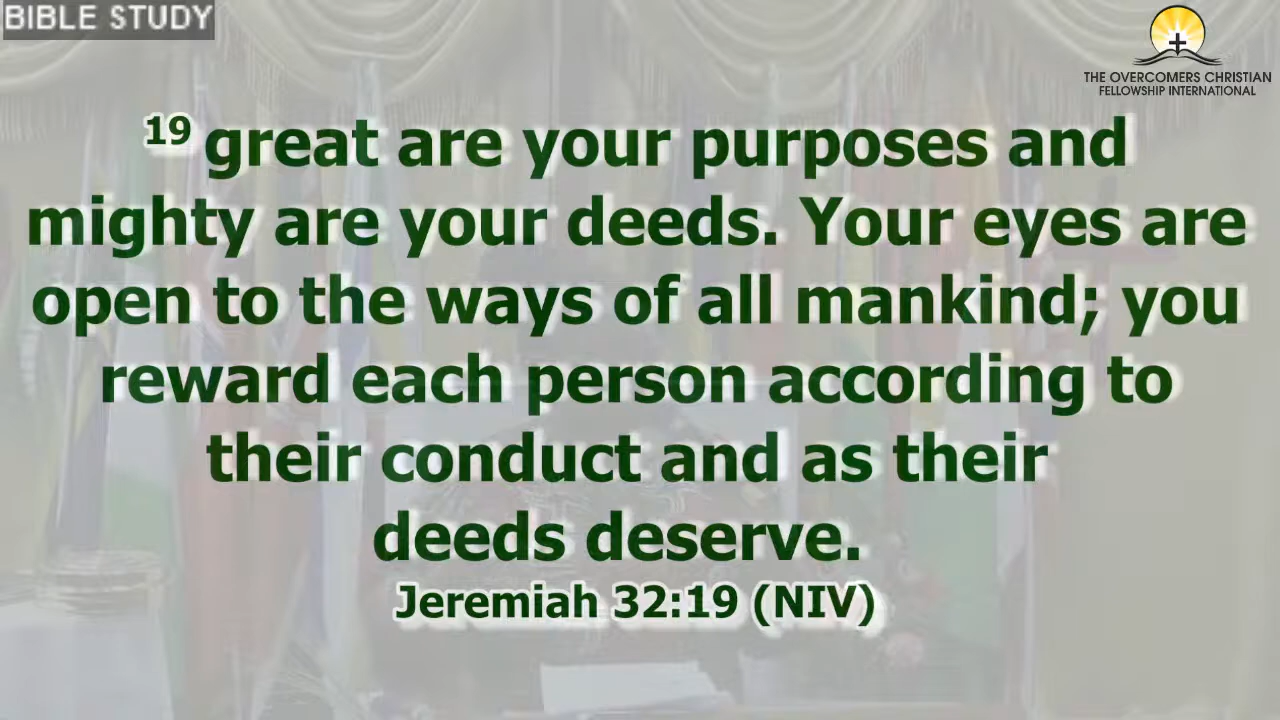 BIBLE STUDY
THE OVERCOMERS CHRISTIAN
FELLOWSHIP INTERNATIONAL
19 great are your purposes and
mighty are your deeds. Your eyes are
open to the ways of all mankind; you
reward each person according to
their conduct and as their
deeds deserve.
Jeremiah 32:19 (NIV)